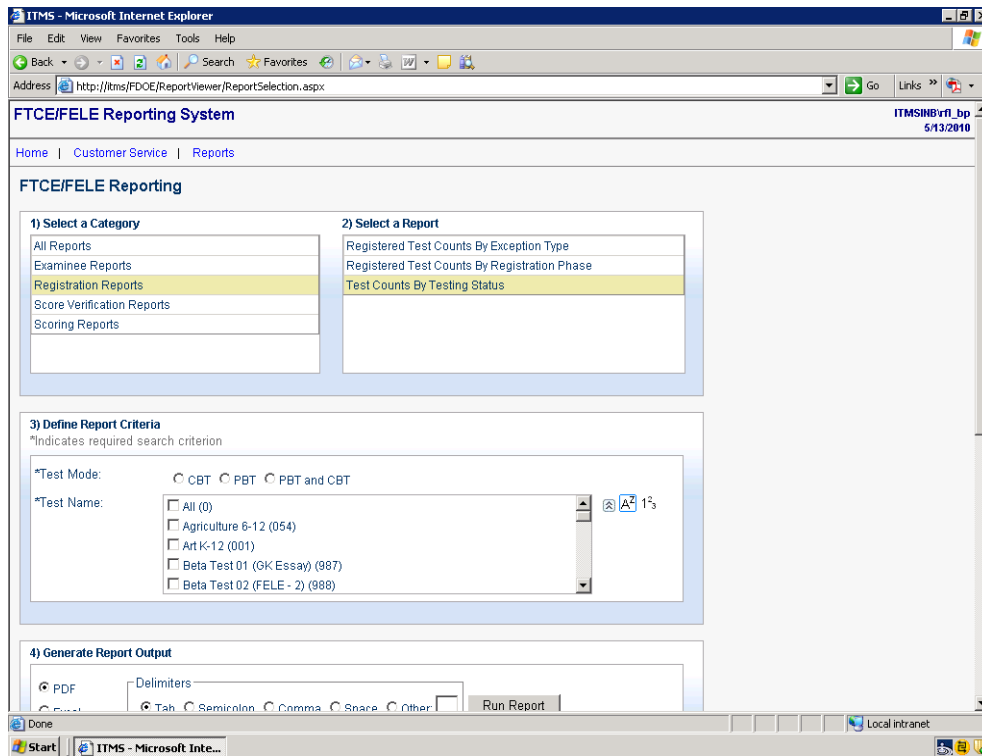 ITMS - Microsoft Internet Explorer
File Edit View Favorites Tools Help
Back Search Favorites
Address http://itms/FDOE/ReportViewer/ReportSelection.aspx Go Links »
FTCE/FELE Reporting System ITMSINB\rfl_bp
5/13/2010
Home | Customer Service | Reports
FTCE/FELE Reporting
1) Select a Category
All Reports
Examinee Reports
Registration Reports
Score Verification Reports
Scoring Reports
2) Select a Report
Registered Test Counts By Exception Type
Registered Test Counts By Registration Phase
Test Counts By Testing Status
3) Define Report Criteria
*Indicates required search criterion
*Test Mode: CBT PBT PBT and CBT
*Test Name:
All (0)
Agriculture 6-12 (054)
Art K-12 (001)
Beta Test 01 (GK Essay) (987)
Beta Test 02 (FELE - 2) (988)
4) Generate Report Output
PDF
Excel
Delimiters
Tab Semicolon Comma Space Other:
Run Report
Done Local intranet
Start ITMS - Microsoft Inte...